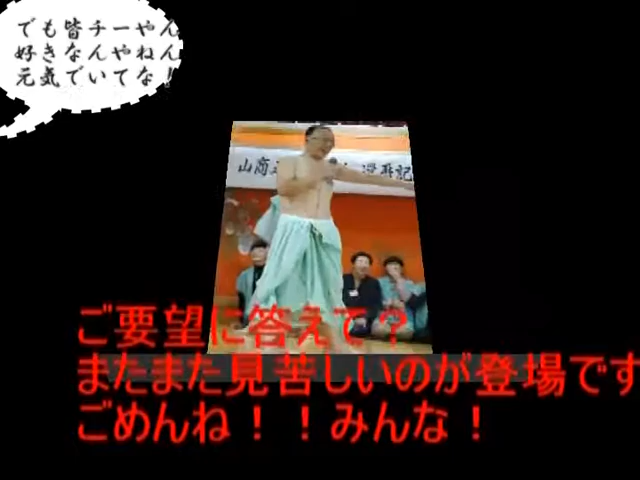 でも皆チーやん
好きなんやねん
元気でいてな!!
ご要望に答えて?
またまた見苦しいのが登場です
ごめんね!!みんな!